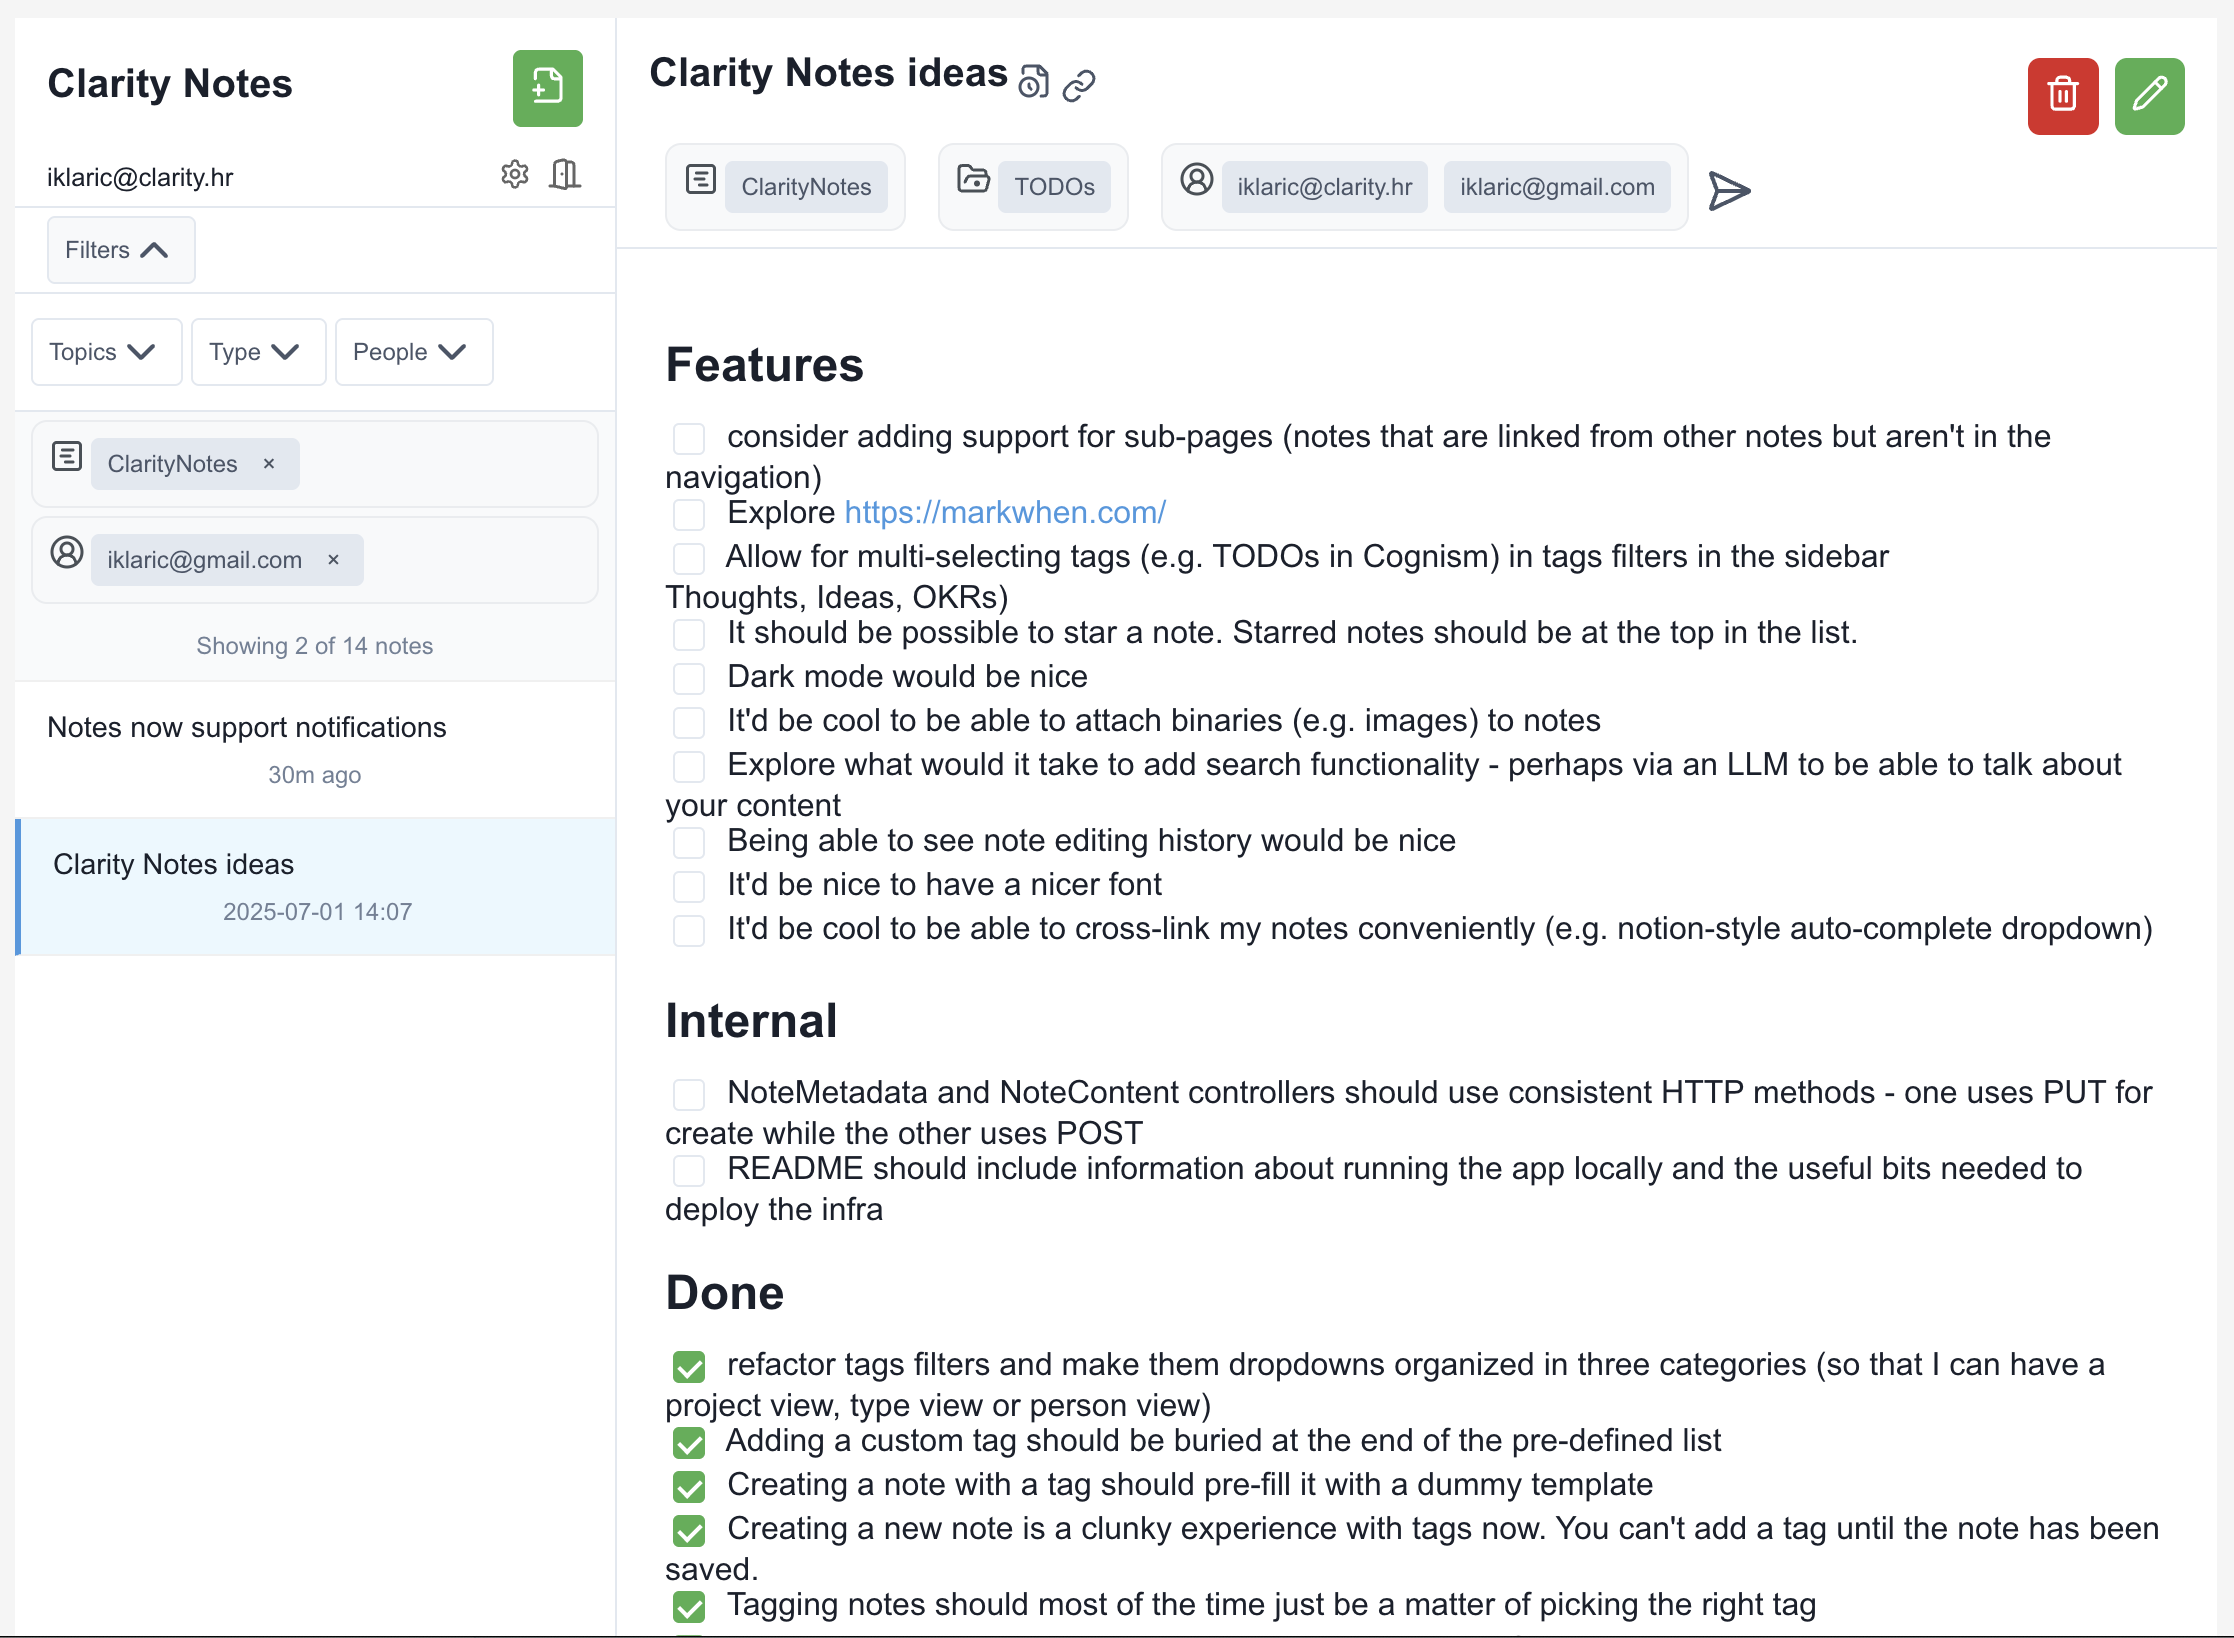 Clarity Notes
iklaric@clarity.hr
Filters
Topics
Type
People
ClarityNotes ×
iklaric@gmail.com ×
Showing 2 of 14 notes
Notes now support notifications
30m ago
Clarity Notes ideas
2025-07-01 14:07
Clarity Notes ideas
ClarityNotes
TODOs
iklaric@clarity.hr
iklaric@gmail.com
Features
consider adding support for sub-pages (notes that are linked from other notes but aren't in the
navigation)
Explore https://markwhen.com/
Allow for multi-selecting tags (e.g. TODOs in Cognism) in tags filters in the sidebar
Thoughts, Ideas, OKRs)
It should be possible to star a note. Starred notes should be at the top in the list.
Dark mode would be nice
It'd be cool to be able to attach binaries (e.g. images) to notes
Explore what would it take to add search functionality - perhaps via an LLM to be able to talk about
your content
Being able to see note editing history would be nice
It'd be nice to have a nicer font
It'd be cool to be able to cross-link my notes conveniently (e.g. notion-style auto-complete dropdown)
Internal
NoteMetadata and NoteContent controllers should use consistent HTTP methods - one uses PUT for
create while the other uses POST
README should include information about running the app locally and the useful bits needed to
deploy the infra
Done
refactor tags filters and make them dropdowns organized in three categories (so that I can have a
project view, type view or person view)
Adding a custom tag should be buried at the end of the pre-defined list
Creating a note with a tag should pre-fill it with a dummy template
Creating a new note is a clunky experience with tags now. You can't add a tag until the note has been
saved.
Tagging notes should most of the time just be a matter of picking the right tag